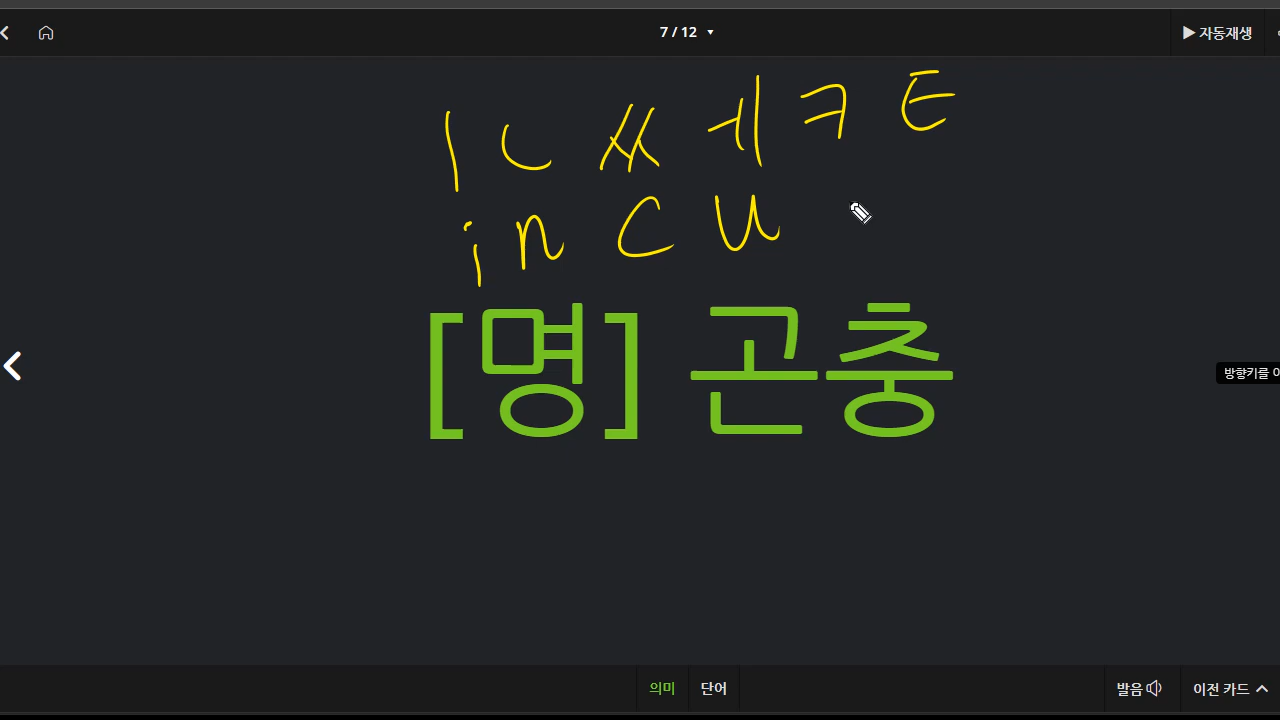 7 / 12 ▼
▶ 자동재생
ㅣㄴ ㅆ ㅔ ㅋ ㅌ
in c u
[명] 곤충
방향키를 이
의미 단어
발음 이전 카드